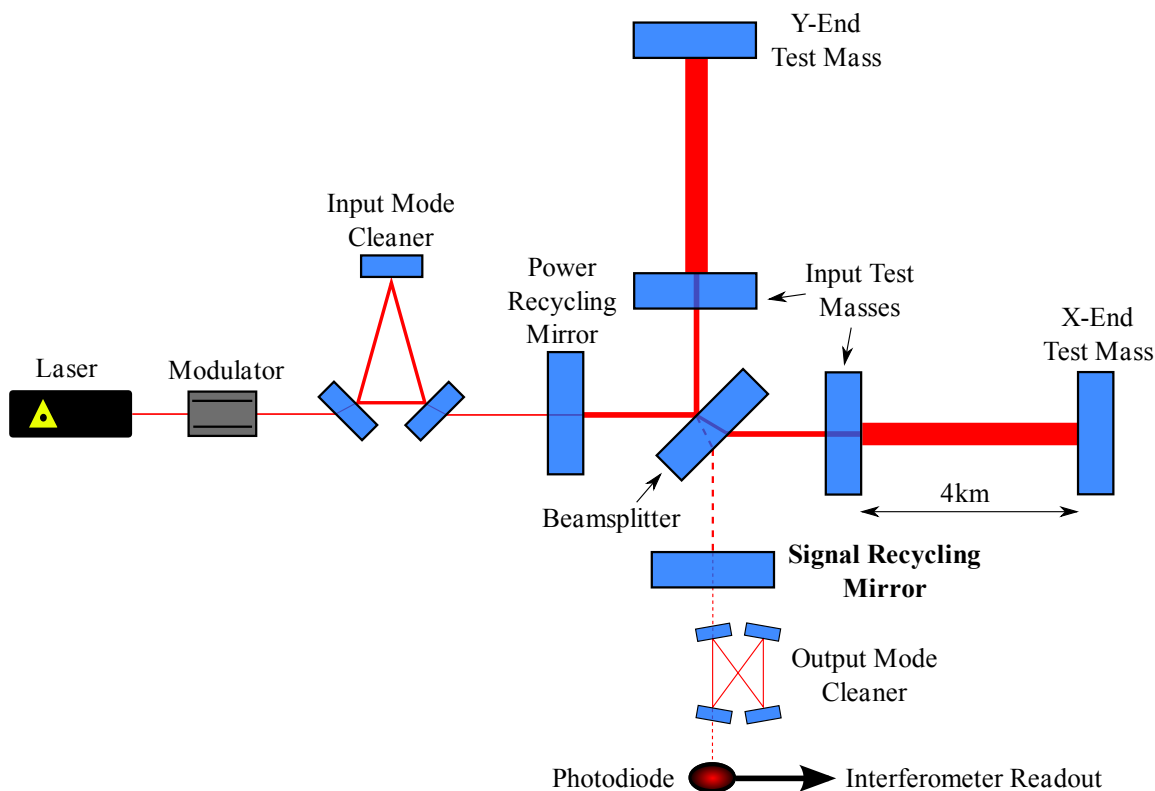 Y-End
Test Mass
Input Mode
Cleaner
Power
Recycling
Mirror
Input Test
Masses
X-End
Test Mass
Laser
Modulator
4km
Beamsplitter
Signal Recycling
Mirror
Output Mode
Cleaner
Photodiode
Interferometer Readout